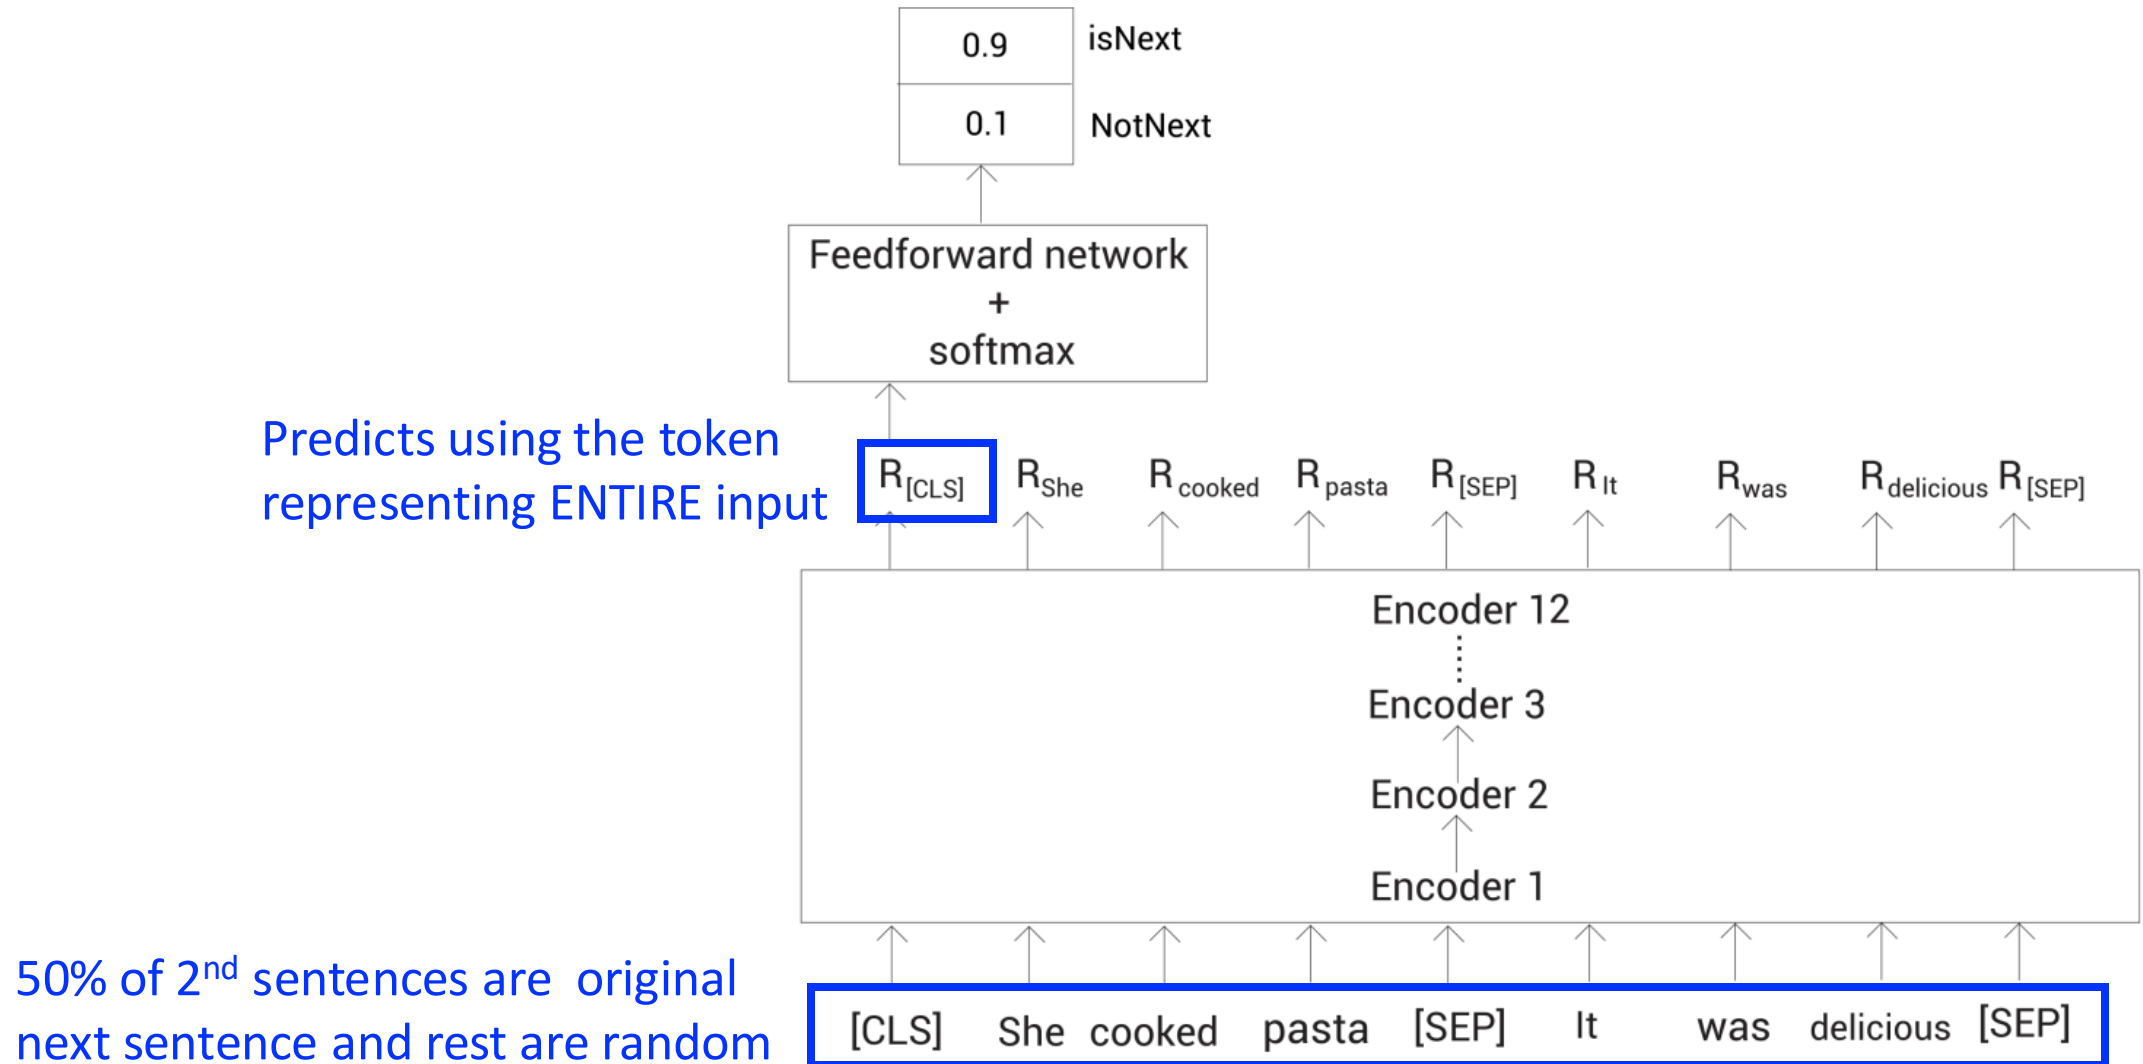 0.9 isNext
0.1 NotNext
Feedforward network
+
softmax
Predicts using the token
representing ENTIRE input
R[CLS] RShe Rcooked Rpasta R[SEP] RIt Rwas Rdelicious R[SEP]
Encoder 12
Encoder 3
Encoder 2
Encoder 1
50% of 2nd sentences are original
next sentence and rest are random
[CLS] She cooked pasta [SEP] It was delicious [SEP]